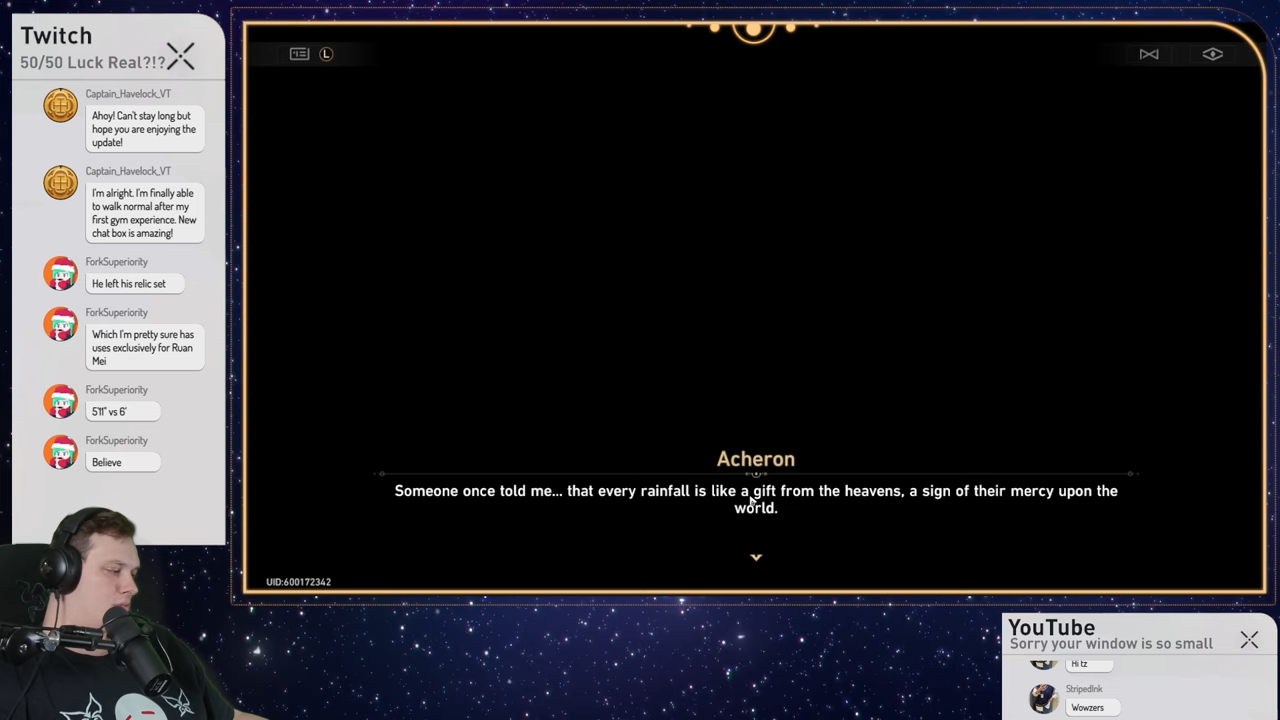 Twitch
50/50 Luck Real?!?
Captain_Havelock_VT
Ahoy! Can't stay long but
hope you are enjoying the
update!
Captain_Havelock_VT
I'm alright. I'm finally able
to walk normal after my
first gym experience. New
chat box is amazing!
ForkSuperiority
He left his relic set
ForkSuperiority
Which I'm pretty sure has
uses exclusively for Ruan
Mei
ForkSuperiority
5'11" vs 6'
ForkSuperiority
Believe
L
Acheron
Someone once told me... that every rainfall is like a gift from the heavens, a sign of their mercy upon the
world.
UID:600172342
YouTube
Sorry your window is so small
Hi tz
StripedInk
Wowzers